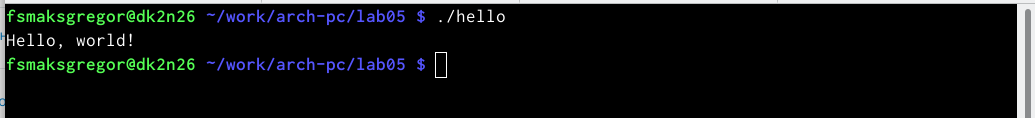 fsmaksgregor@dk2n26 ~/work/arch-pc/lab05 $ ./hello
Hello, world!
fsmaksgregor@dk2n26 ~/work/arch-pc/lab05 $